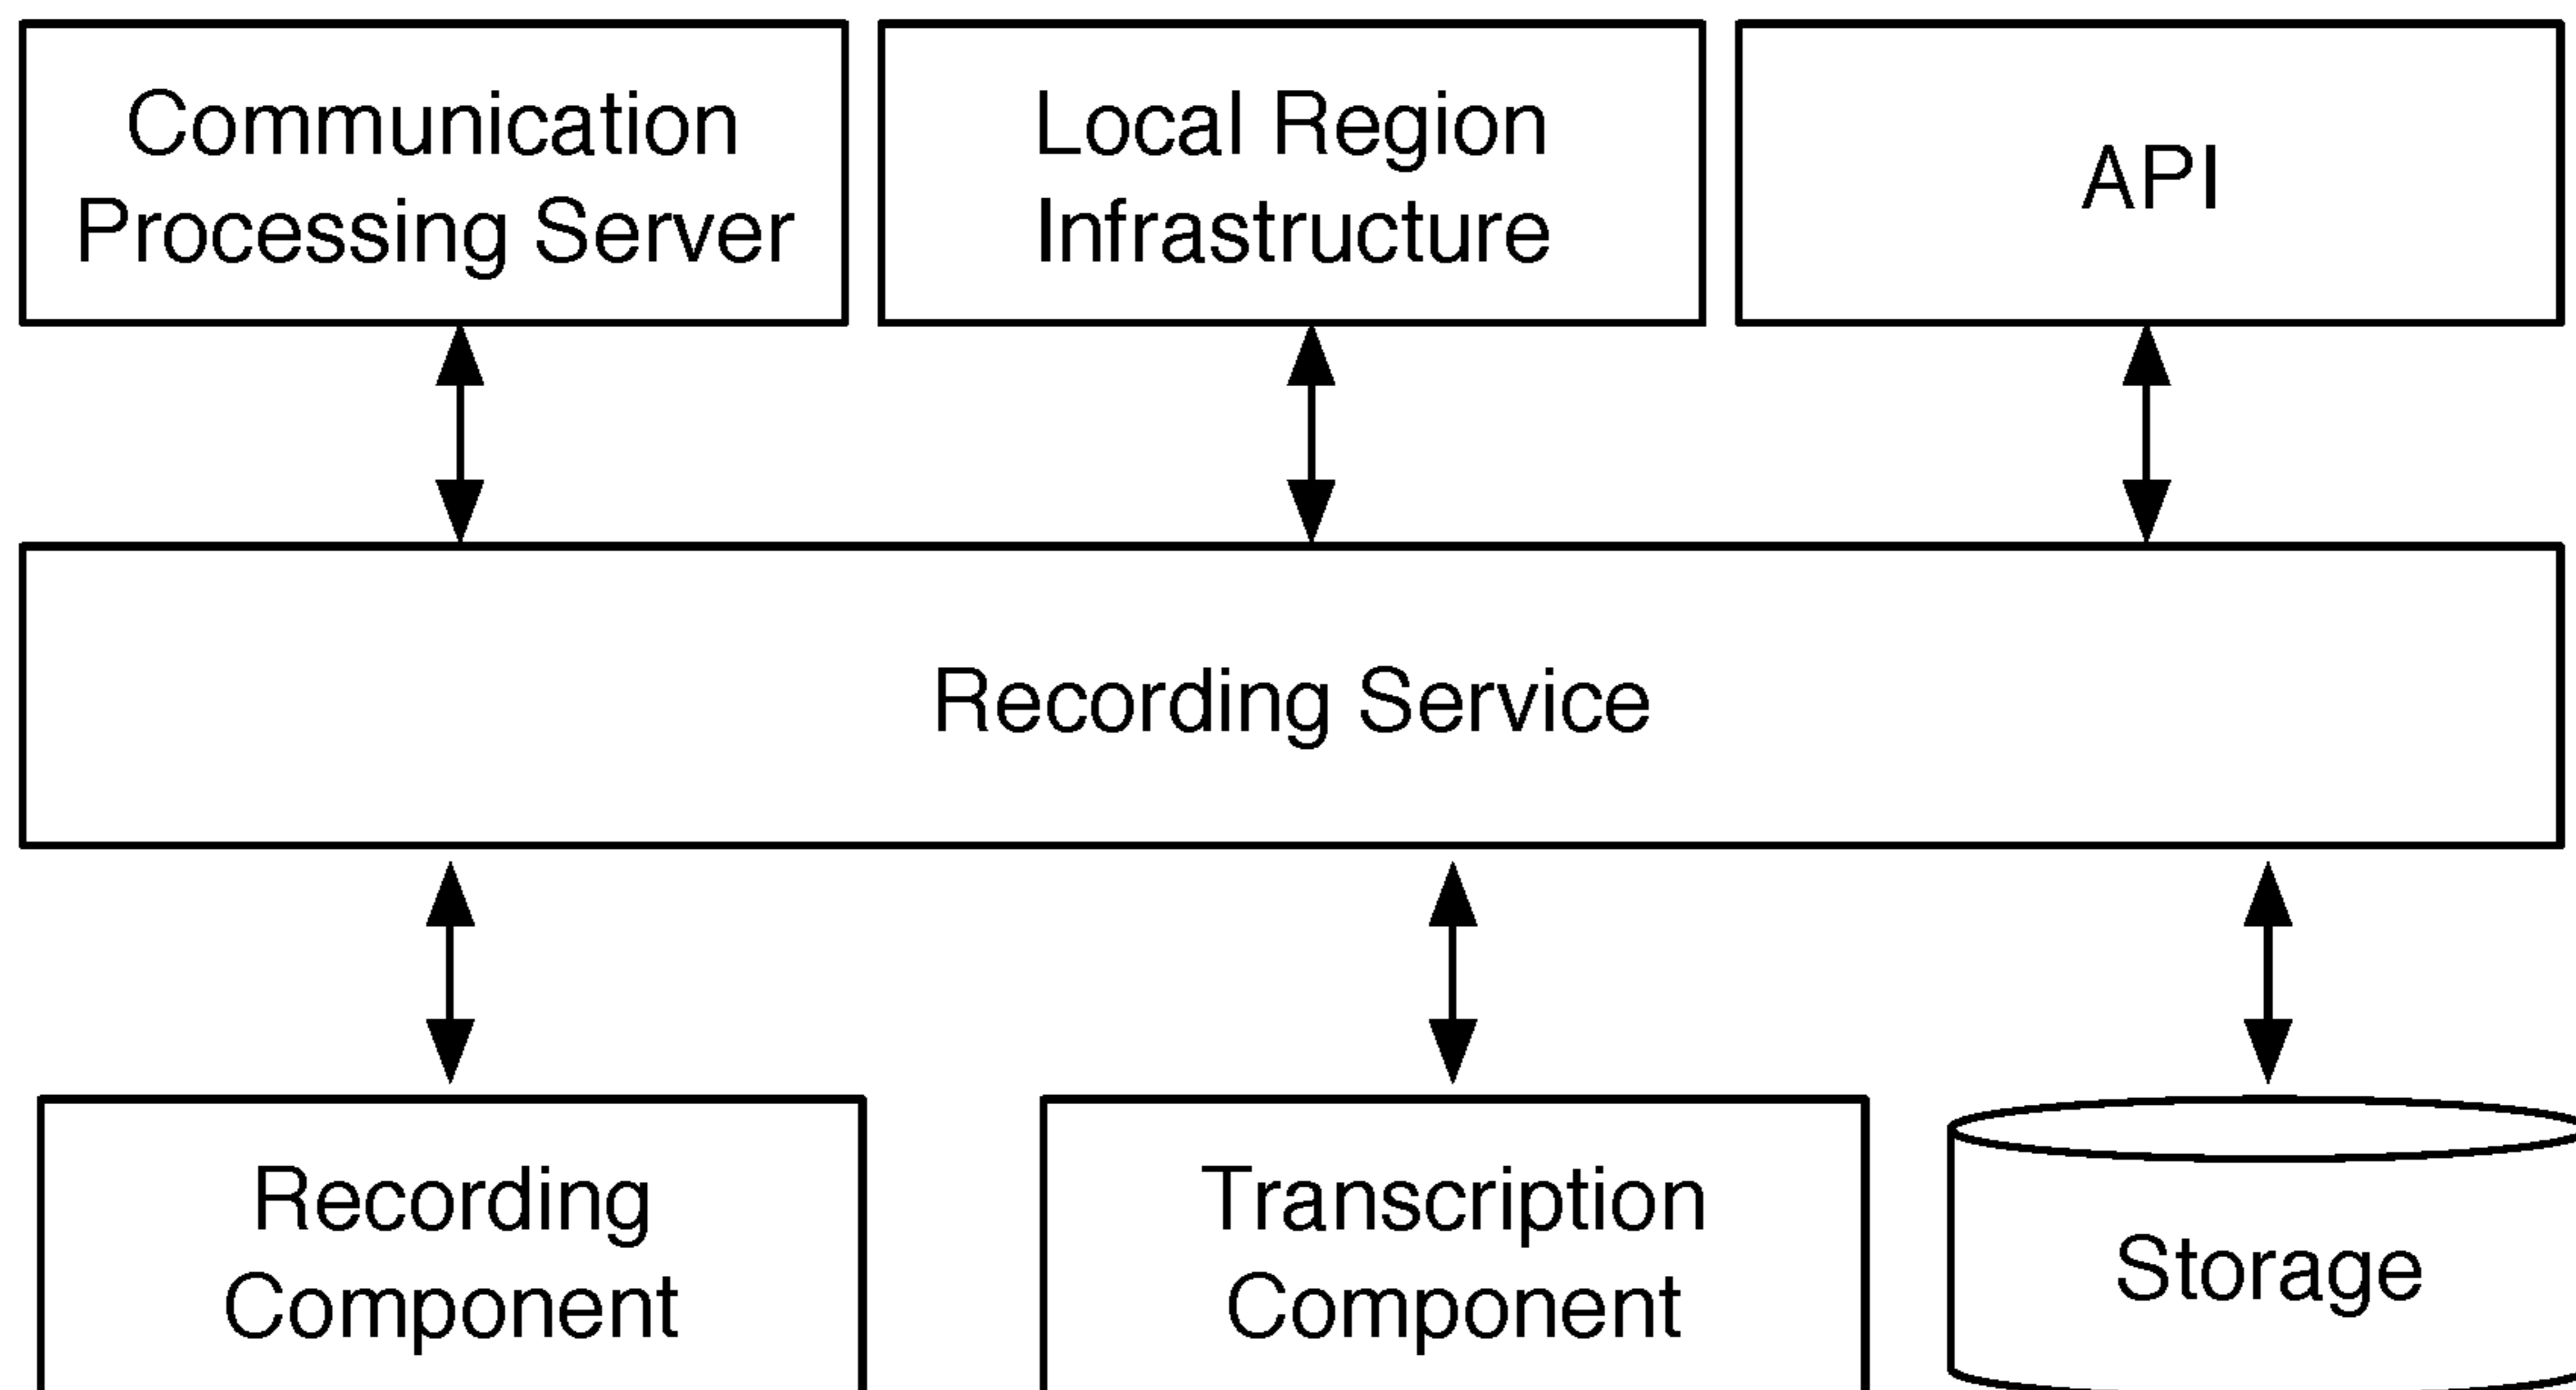 Communication
Processing Server
Local Region
Infrastructure
API
Recording Service
Recording
Component
Transcription
Component
Storage